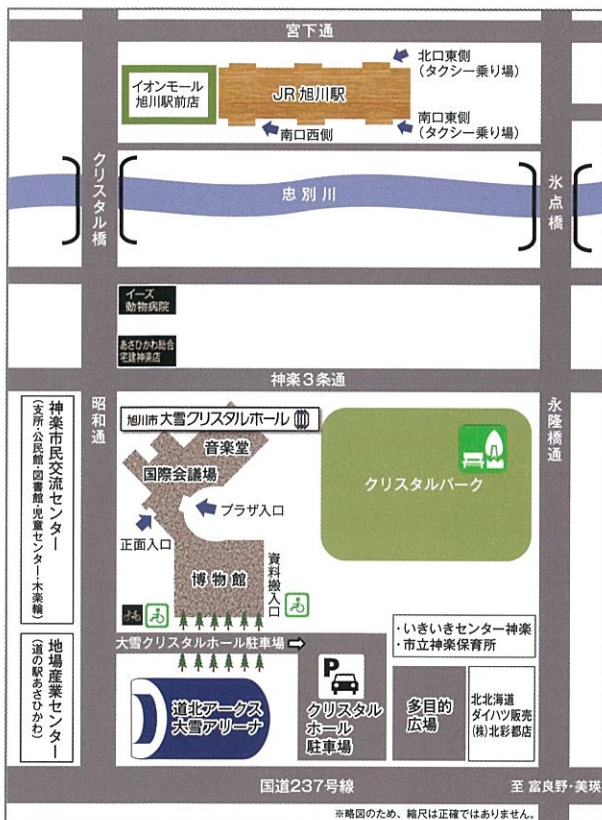 宮下通
北口東側
(タクシー乗り場)
イオンモール
旭川駅前店
JR 旭川駅
南口東側
(タクシー乗り場)
南口西側
クリスタル橋
忠別川
氷点橋
イーズ
動物病院
あさひかわ総合
宅建神楽店
神楽3条通
昭和通
永隆橋通
神楽市民交流センター
(支所・公民館・図書館・児童センター・木楽輪)
旭川市 大雪クリスタルホール
音楽堂
国際会議場
クリスタルパーク
プラザ入口
正面入口
博物館
資料搬入口
・いきいきセンター神楽
・市立神楽保育所
大雪クリスタルホール駐車場
地場産業センター
(道の駅あさひかわ)
P
道北アークス
大雪アリーナ
クリスタル
ホール
駐車場
多目的
広場
北北海道
ダイハツ販売
(株)北彩都店
国道237号線
至 富良野・美瑛
※略図のため、縮尺は正確ではありません。